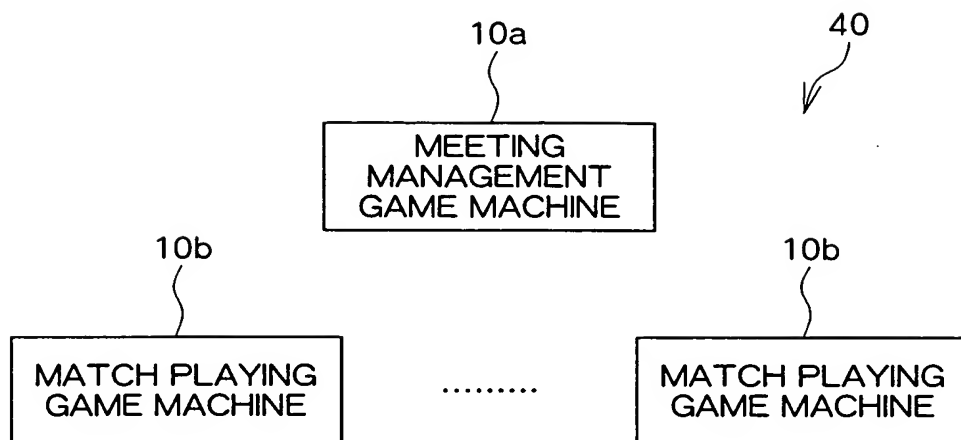 40
10a
MEETING
MANAGEMENT
GAME MACHINE
10b
10b
MATCH PLAYING
GAME MACHINE
.........
MATCH PLAYING
GAME MACHINE